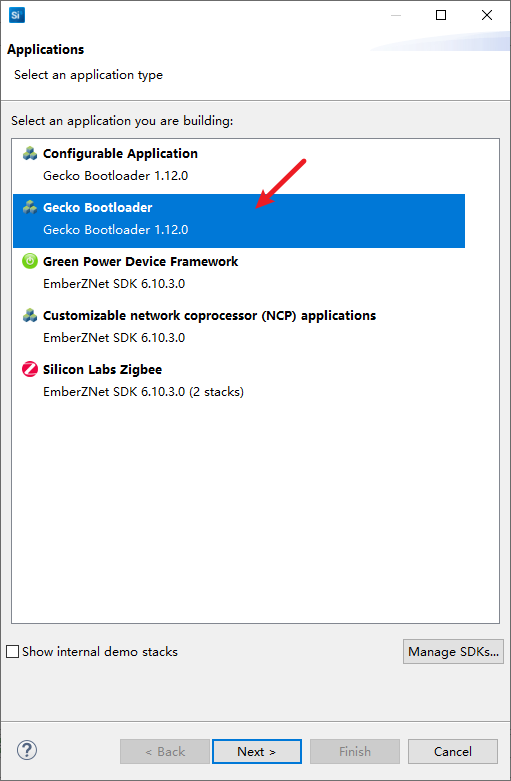 Si
Applications
Select an application type
Select an application you are building:
Configurable Application
Gecko Bootloader 1.12.0
Gecko Bootloader
Gecko Bootloader 1.12.0
Green Power Device Framework
EmberZNet SDK 6.10.3.0
Customizable network coprocessor (NCP) applications
EmberZNet SDK 6.10.3.0
Silicon Labs Zigbee
EmberZNet SDK 6.10.3.0 (2 stacks)
Show internal demo stacks
Manage SDKs...
?
< Back
Next >
Finish
Cancel